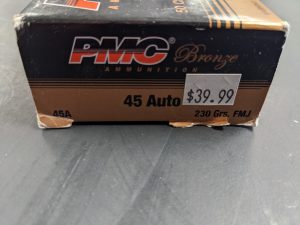 PMC Bronze
AMMUNITION
45 Auto
$39.99
45A 230 Grs. FMJ